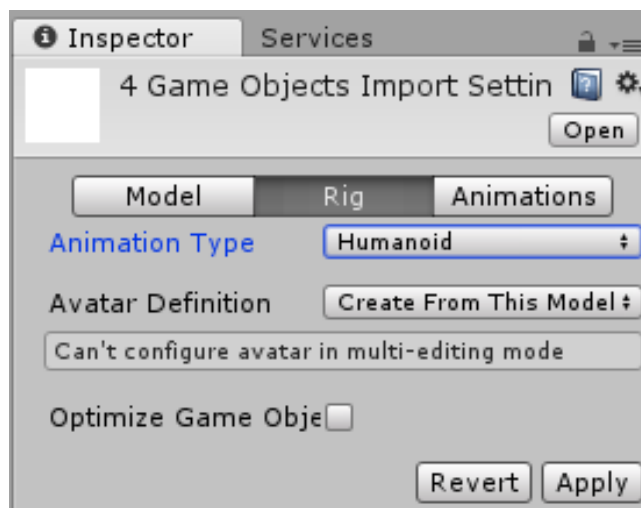 Inspector Services
4 Game Objects Import Settin
Open
Model Rig Animations
Animation Type Humanoid
Avatar Definition Create From This Model
Can't configure avatar in multi-editing mode
Optimize Game Obje
Revert Apply